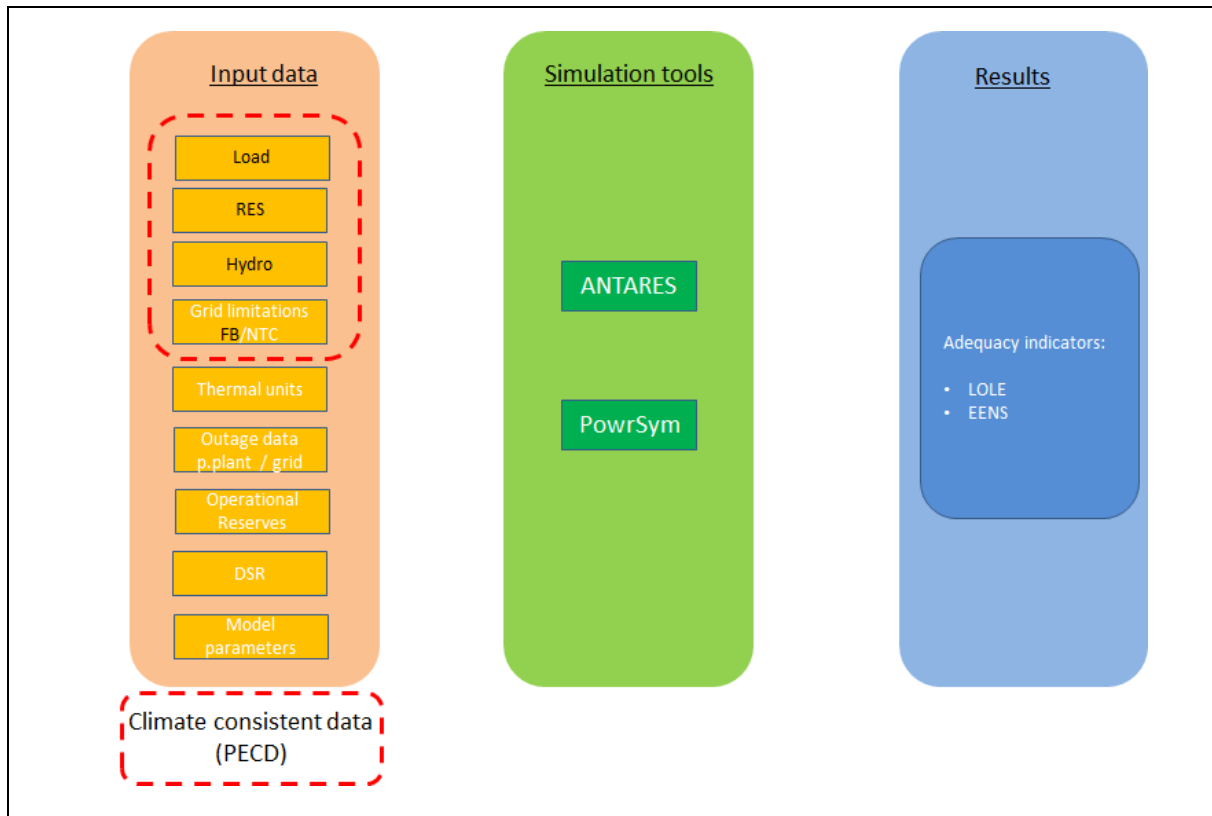 Input data
Load
RES
Hydro
Grid limitations
FB/NTC
Thermal units
Outage data
p.plant / grid
Operational
Reserves
DSR
Model
parameters
Climate consistent data
(PECD)
Simulation tools
ANTARES
PowrSym
Results
Adequacy indicators:
• LOLE
• EENS